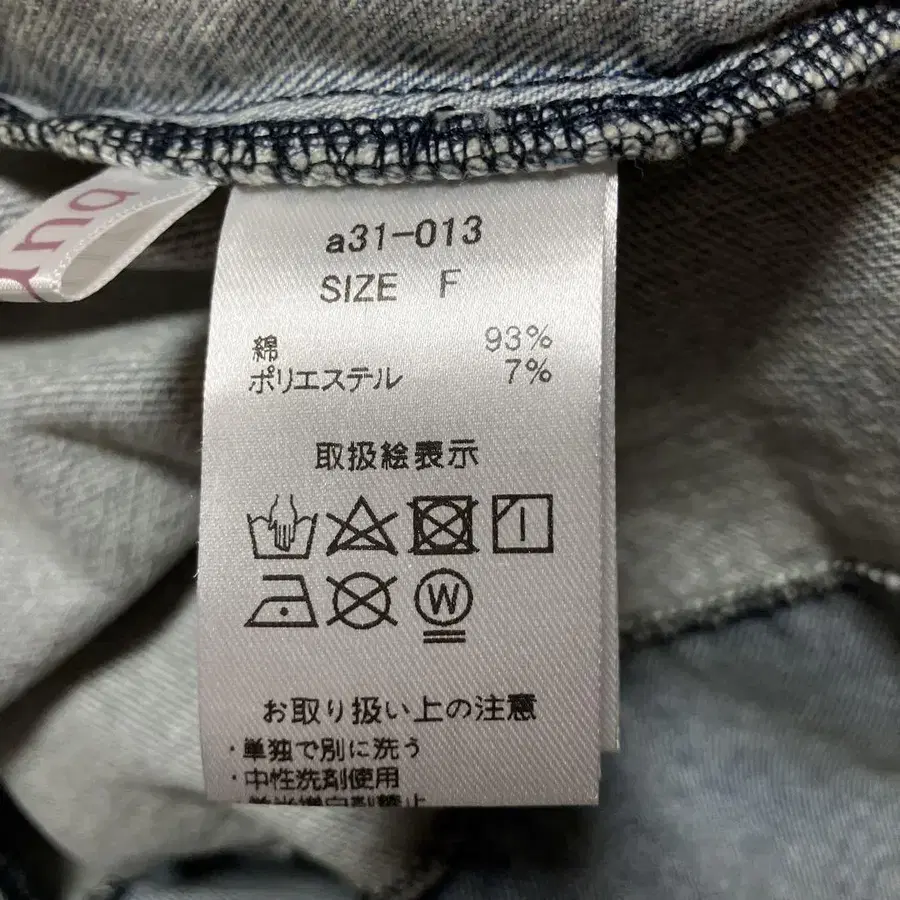 a31-013
SIZE F
綿 93%
ポリエステル 7%
取扱絵表示
W
お取り扱い上の注意
・単独で別に洗う
・中性洗剤使用